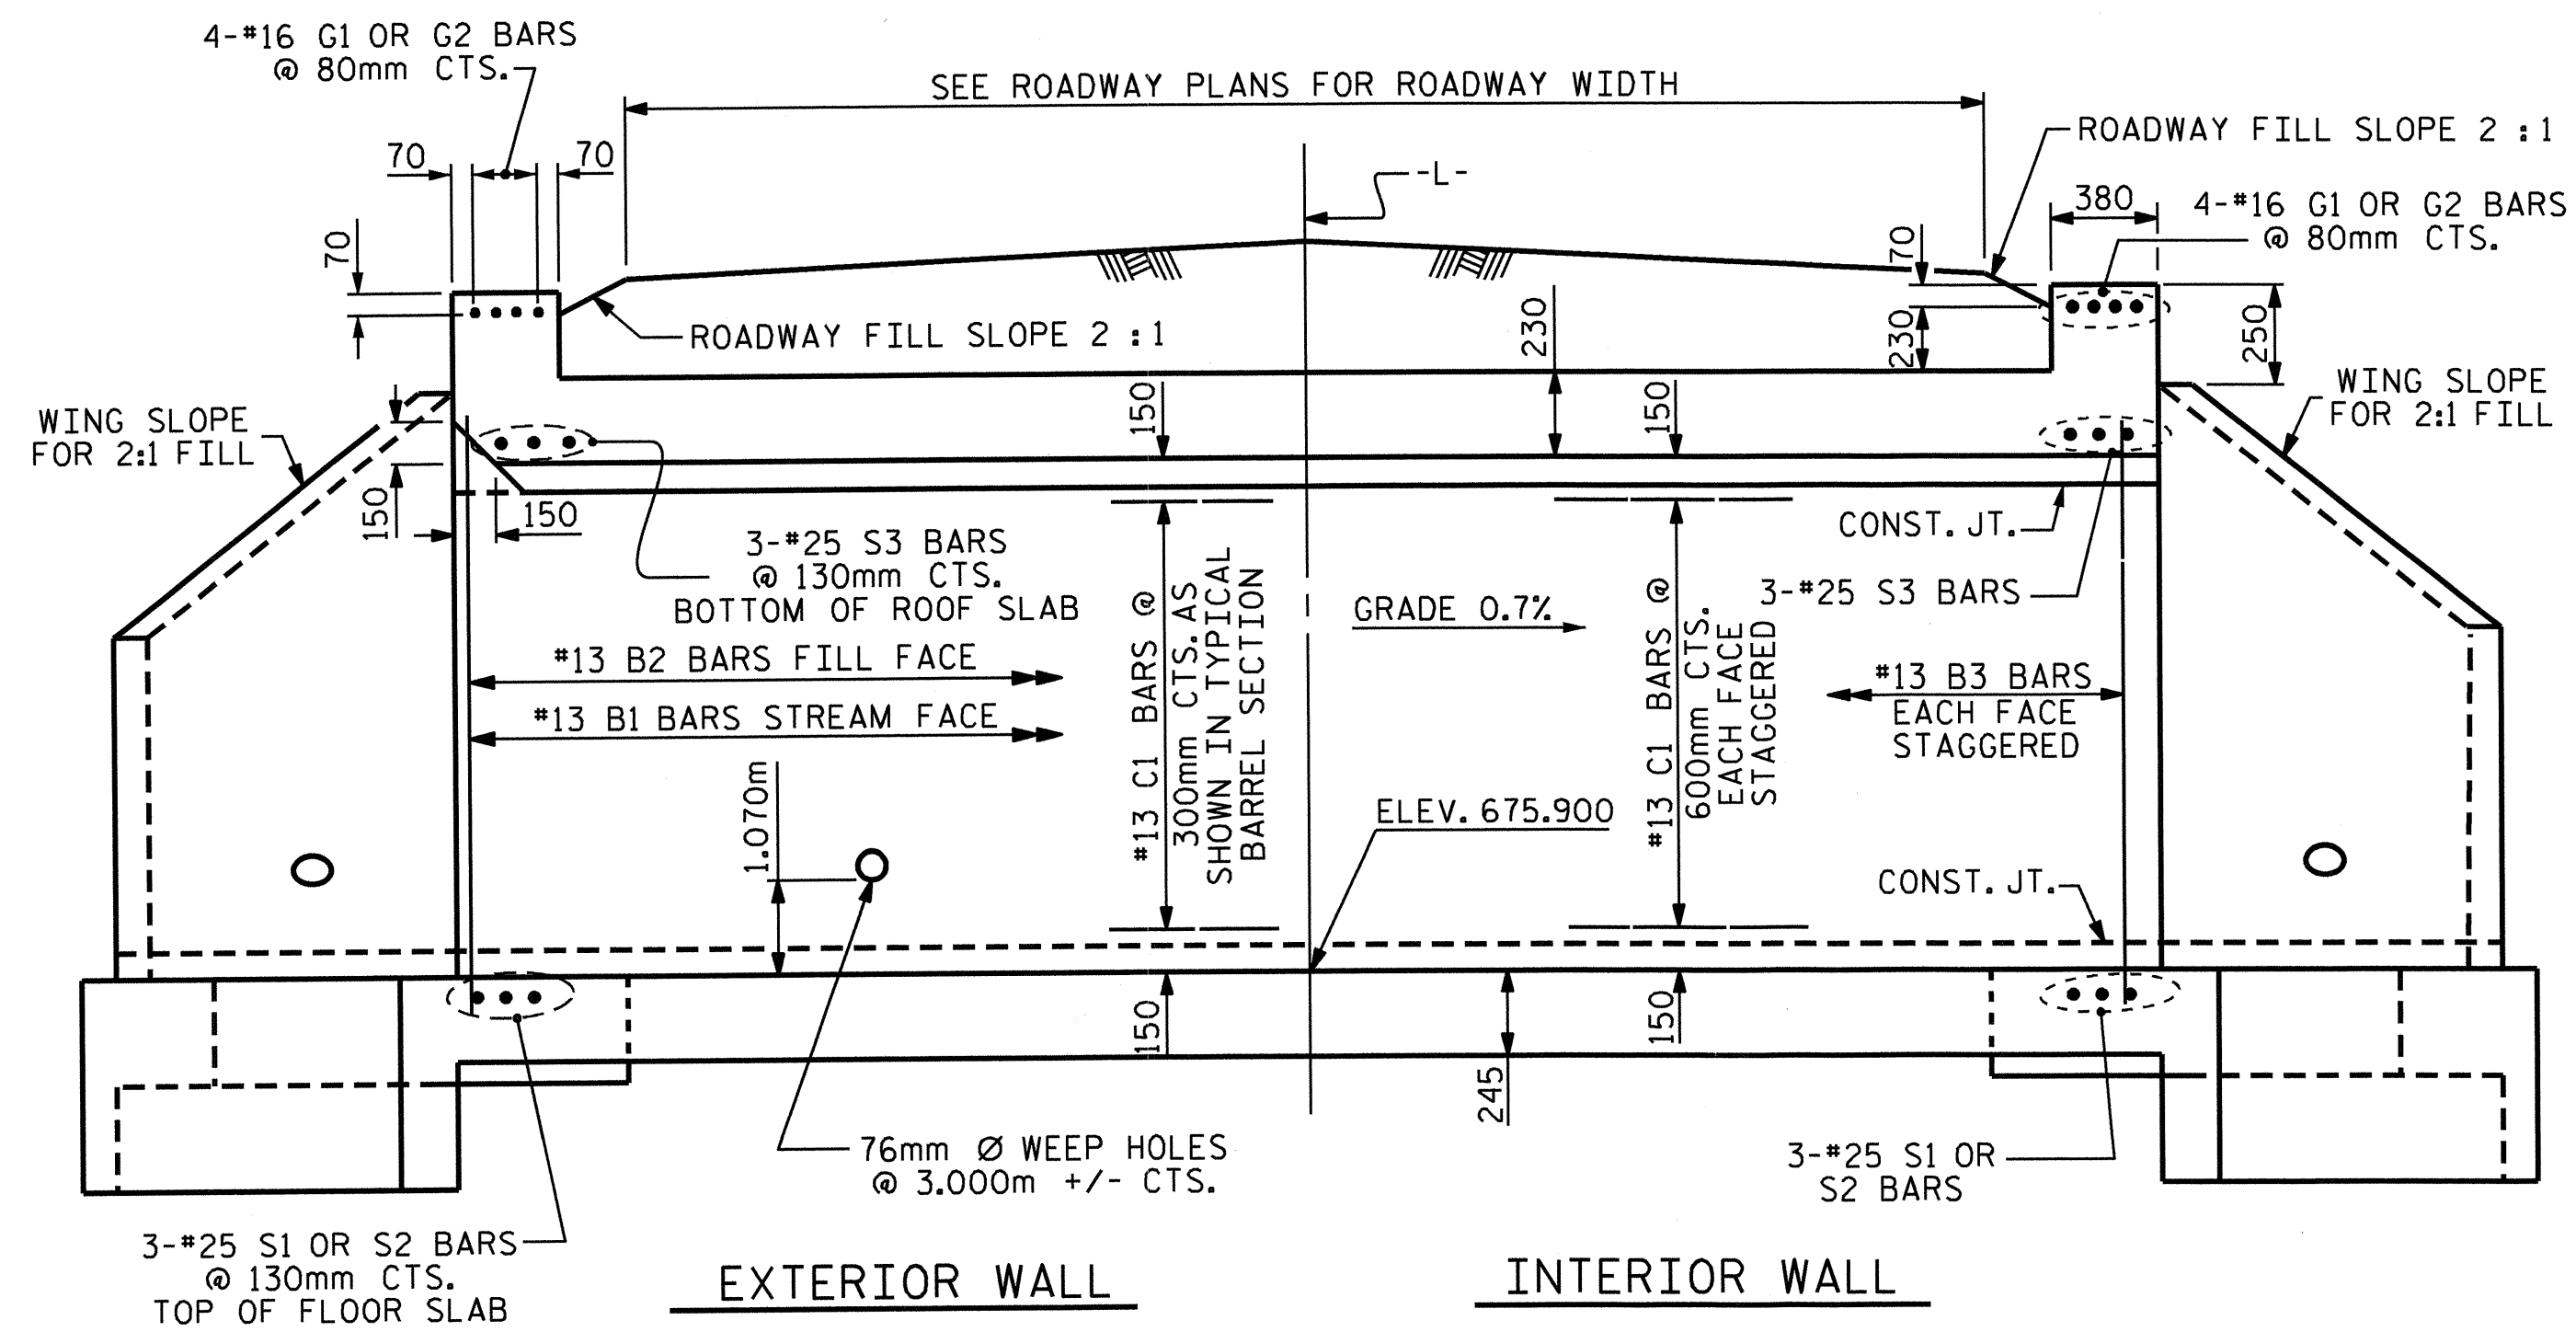 4-#16 G1 OR G2 BARS
@ 80mm CTS.
SEE ROADWAY PLANS FOR ROADWAY WIDTH
ROADWAY FILL SLOPE 2 : 1
70
70
-L-
380
4-#16 G1 OR G2 BARS
@ 80mm CTS.
70
70
ROADWAY FILL SLOPE 2 : 1
230
230
250
WING SLOPE
FOR 2:1 FILL
150
150
WING SLOPE
FOR 2:1 FILL
150
150
CONST. JT.
3-#25 S3 BARS
@ 130mm CTS.
BOTTOM OF ROOF SLAB
#13 C1 BARS @
300mm CTS. AS
SHOWN IN TYPICAL
BARREL SECTION
GRADE 0.7%
#13 C1 BARS @
600mm CTS.
EACH FACE
STAGGERED
3-#25 S3 BARS
#13 B2 BARS FILL FACE
#13 B1 BARS STREAM FACE
#13 B3 BARS
EACH FACE
STAGGERED
1.070m
ELEV. 675.900
CONST. JT.
150
150
245
76mm Ø WEEP HOLES
@ 3.000m +/- CTS.
3-#25 S1 OR
S2 BARS
3-#25 S1 OR S2 BARS
@ 130mm CTS.
TOP OF FLOOR SLAB
EXTERIOR WALL
INTERIOR WALL